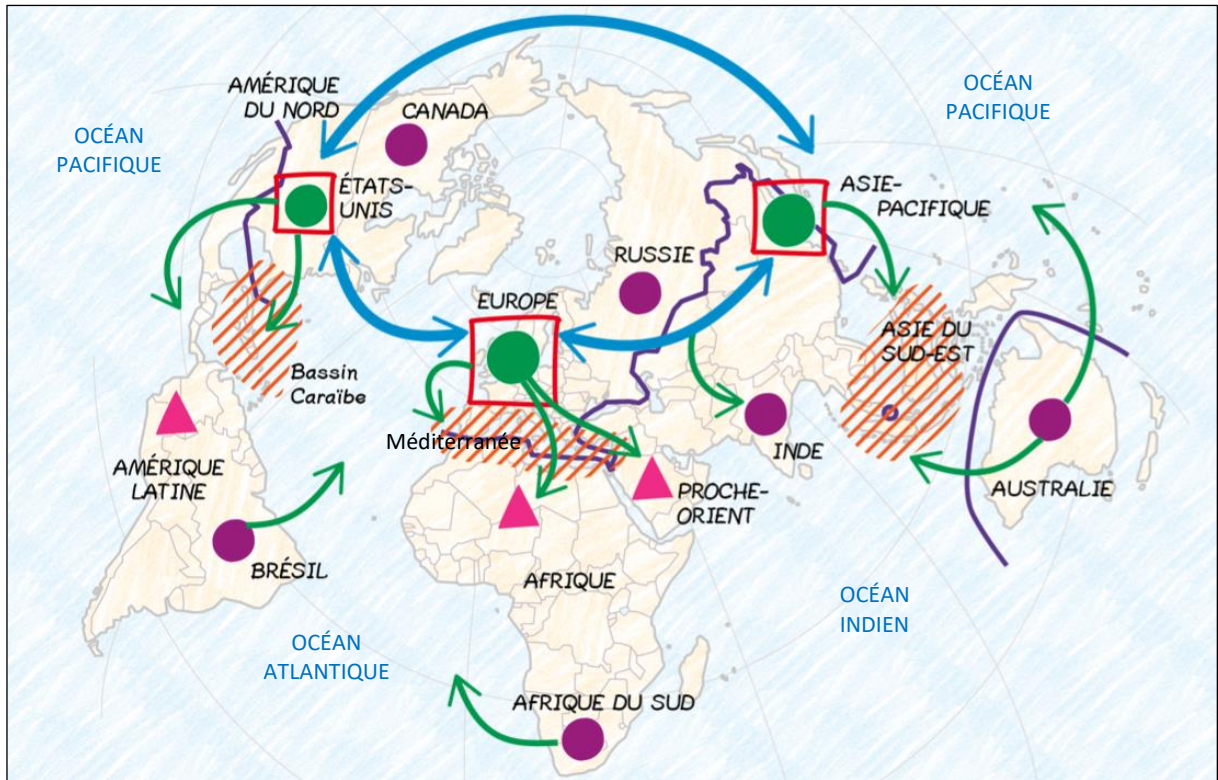 AMÉRIQUE
DU NORD
CANADA
OCÉAN
PACIFIQUE
OCÉAN
PACIFIQUE
ÉTATS-
UNIS
ASIE-
PACIFIQUE
RUSSIE
EUROPE
ASIE DU
SUD-EST
Bassin
Caraïbe
Méditerranée
INDE
AMÉRIQUE
LATINE
PROCHE-
ORIENT
AUSTRALIE
BRÉSIL
AFRIQUE
OCÉAN
INDIEN
OCÉAN
ATLANTIQUE
AFRIQUE DU SUD